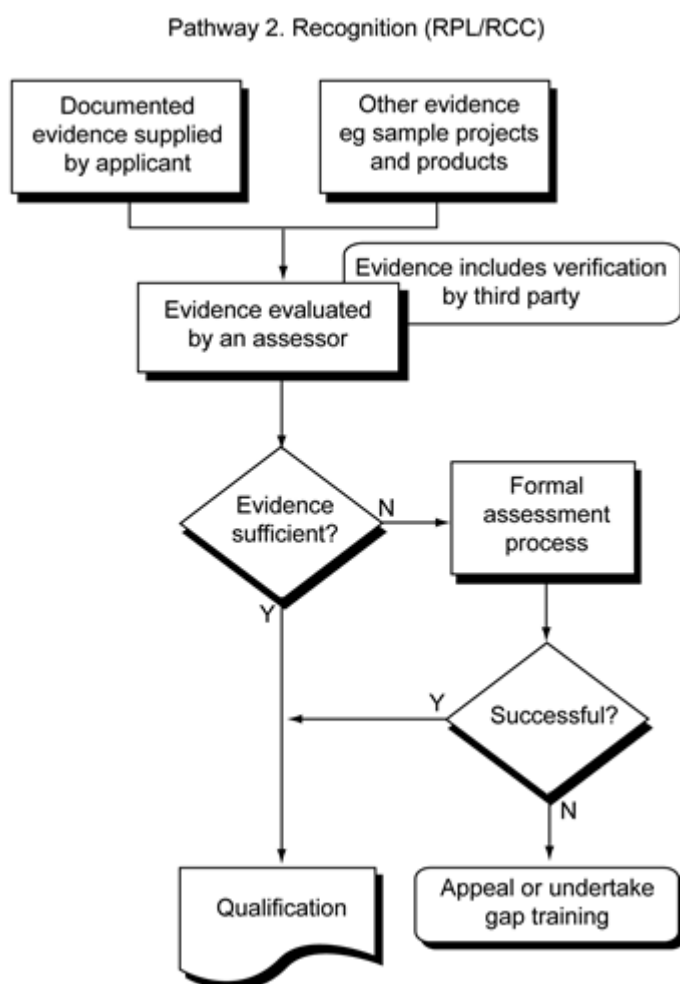 Pathway 2. Recognition (RPL/RCC)
Documented
evidence supplied
by applicant
Other evidence
eg sample projects
and products
Evidence includes verification
by third party
Evidence evaluated
by an assessor
Evidence
sufficient?
N
Formal
assessment
process
Y
Y
Successful?
N
Qualification
Appeal or undertake
gap training